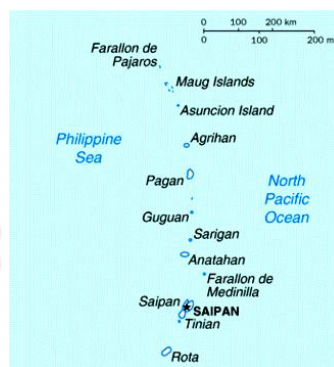 0 100 200 km
0 100 200 mi
Farallon de
Pajaros
Maug Islands
Asuncion Island
Philippine
Sea
Agrihan
Pagan
North
Pacific
Ocean
Guguan
Sarigan
Anatahan
Farallon de
Medinilla
Saipan
SAIPAN
Tinian
Rota